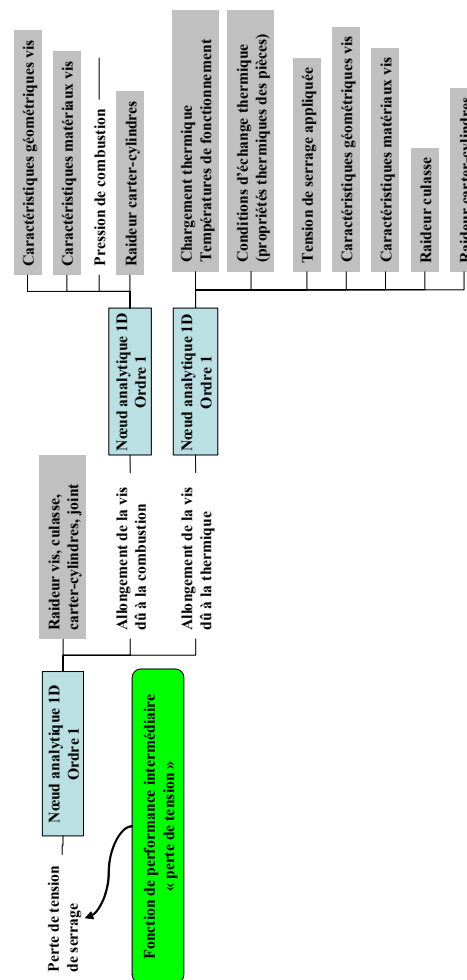 Perte de tension
de serrage
Fonction de performance intermédiaire
« perte de tension »
Nœud analytique 1D
Ordre 1
Raideur vis, culasse,
carter-cylindres, joint
Allongement de la vis
dû à la combustion
Allongement de la vis
dû à la thermique
Nœud analytique 1D
Ordre 1
Nœud analytique 1D
Ordre 1
Caractéristiques géométriques vis
Caractéristiques matériaux vis
Pression de combustion
Raideur carter-cylindres
Chargement thermique
Températures de fonctionnement
Conditions d'échange thermique
(propriétés thermiques des pièces)
Tension de serrage appliquée
Caractéristiques géométriques vis
Caractéristiques matériaux vis
Raideur culasse
Raideur carter-cylindres